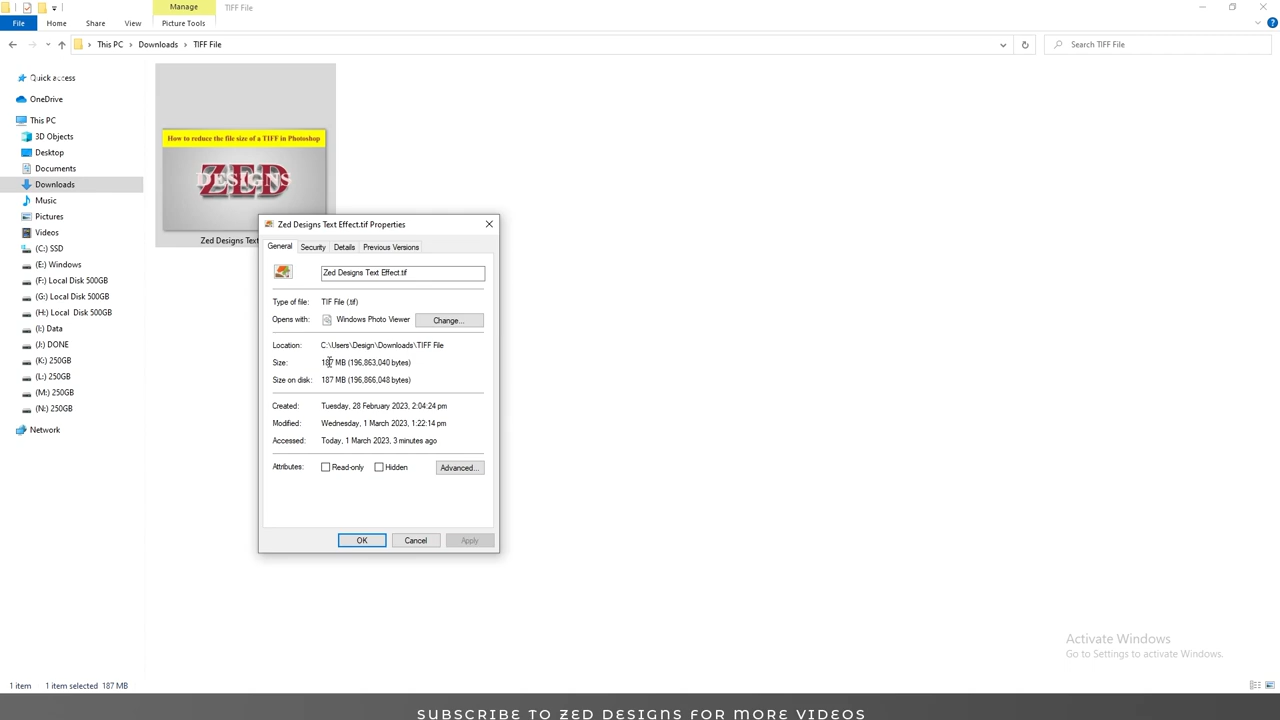 Manage
TIFF File
File
Home
Share
View
Picture Tools
This PC
Downloads
TIFF File
Search TIFF File
Quick access
OneDrive
This PC
3D Objects
Desktop
Documents
Downloads
Music
Pictures
Videos
(C:) SSD
(E:) Windows
(F:) Local Disk 500GB
(G:) Local Disk 500GB
(H:) Local Disk 500GB
(I:) Data
(J:) DONE
(K:) 250GB
(L:) 250GB
(M:) 250GB
(N:) 250GB
Network
How to reduce the file size of a TIFF in Photoshop
ZED
DESIGNS
Zed Designs Text
Zed Designs Text Effect.tif Properties
General
Security
Details
Previous Versions
Zed Designs Text Effect.tif
Type of file: TIF File (.tif)
Opens with: Windows Photo Viewer
Change...
Location: C:\Users\Design\Downloads\TIFF File
Size: 187 MB (196,863,040 bytes)
Size on disk: 187 MB (196,866,048 bytes)
Created: Tuesday, 28 February 2023, 2:04:24 pm
Modified: Wednesday, 1 March 2023, 1:22:14 pm
Accessed: Today, 1 March 2023, 3 minutes ago
Attributes: Read-only Hidden
Advanced...
OK
Cancel
Apply
Activate Windows
Go to Settings to activate Windows.
1 item
1 item selected 187 MB
SUBSCRIBE TO ZED DESIGNS FOR MORE VIDEOS